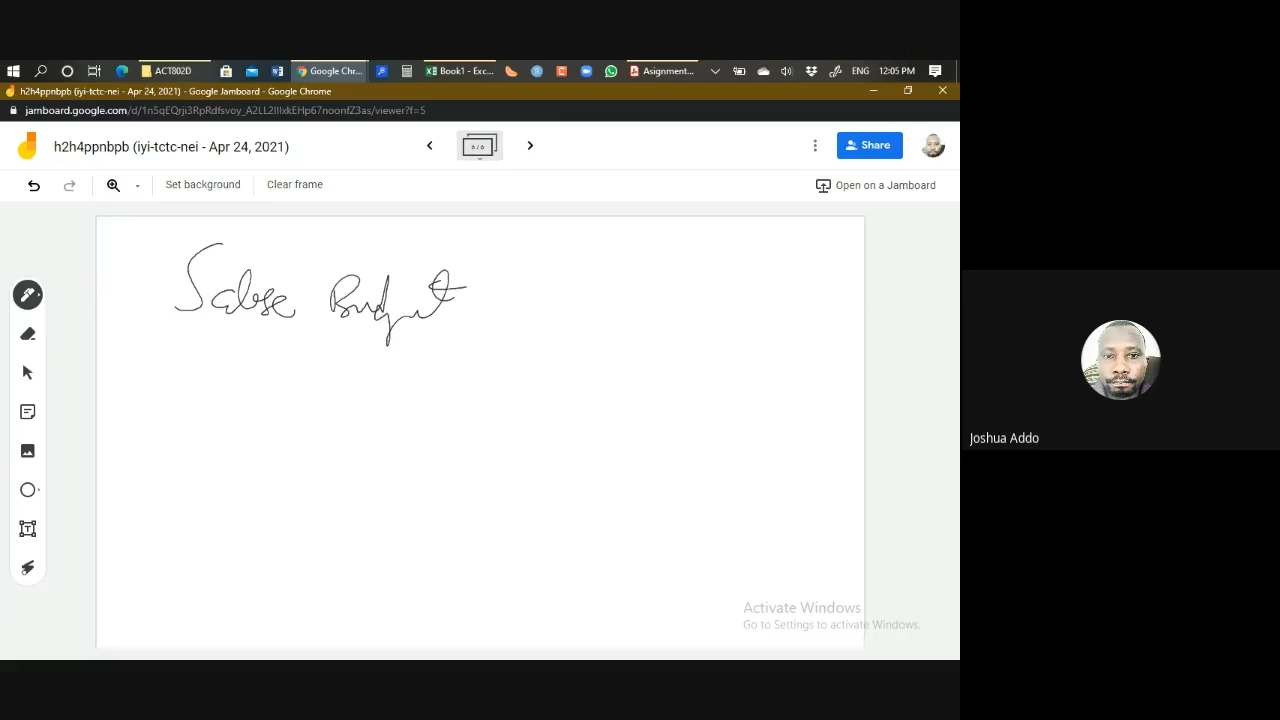 ACT802D
Google Chr...
Book1 - Exc...
Asignment...
ENG
12:05 PM
h2h4ppnbpb (iyi-tctc-nei - Apr 24, 2021) - Google Jamboard - Google Chrome
h2h4ppnbpb (iyi-tctc-nei - Apr 24, 2021)
6 / 6
Share
Set background
Clear frame
Open on a Jamboard
Budget
Joshua Addo
Activate Windows
Go to Settings to activate Windows.